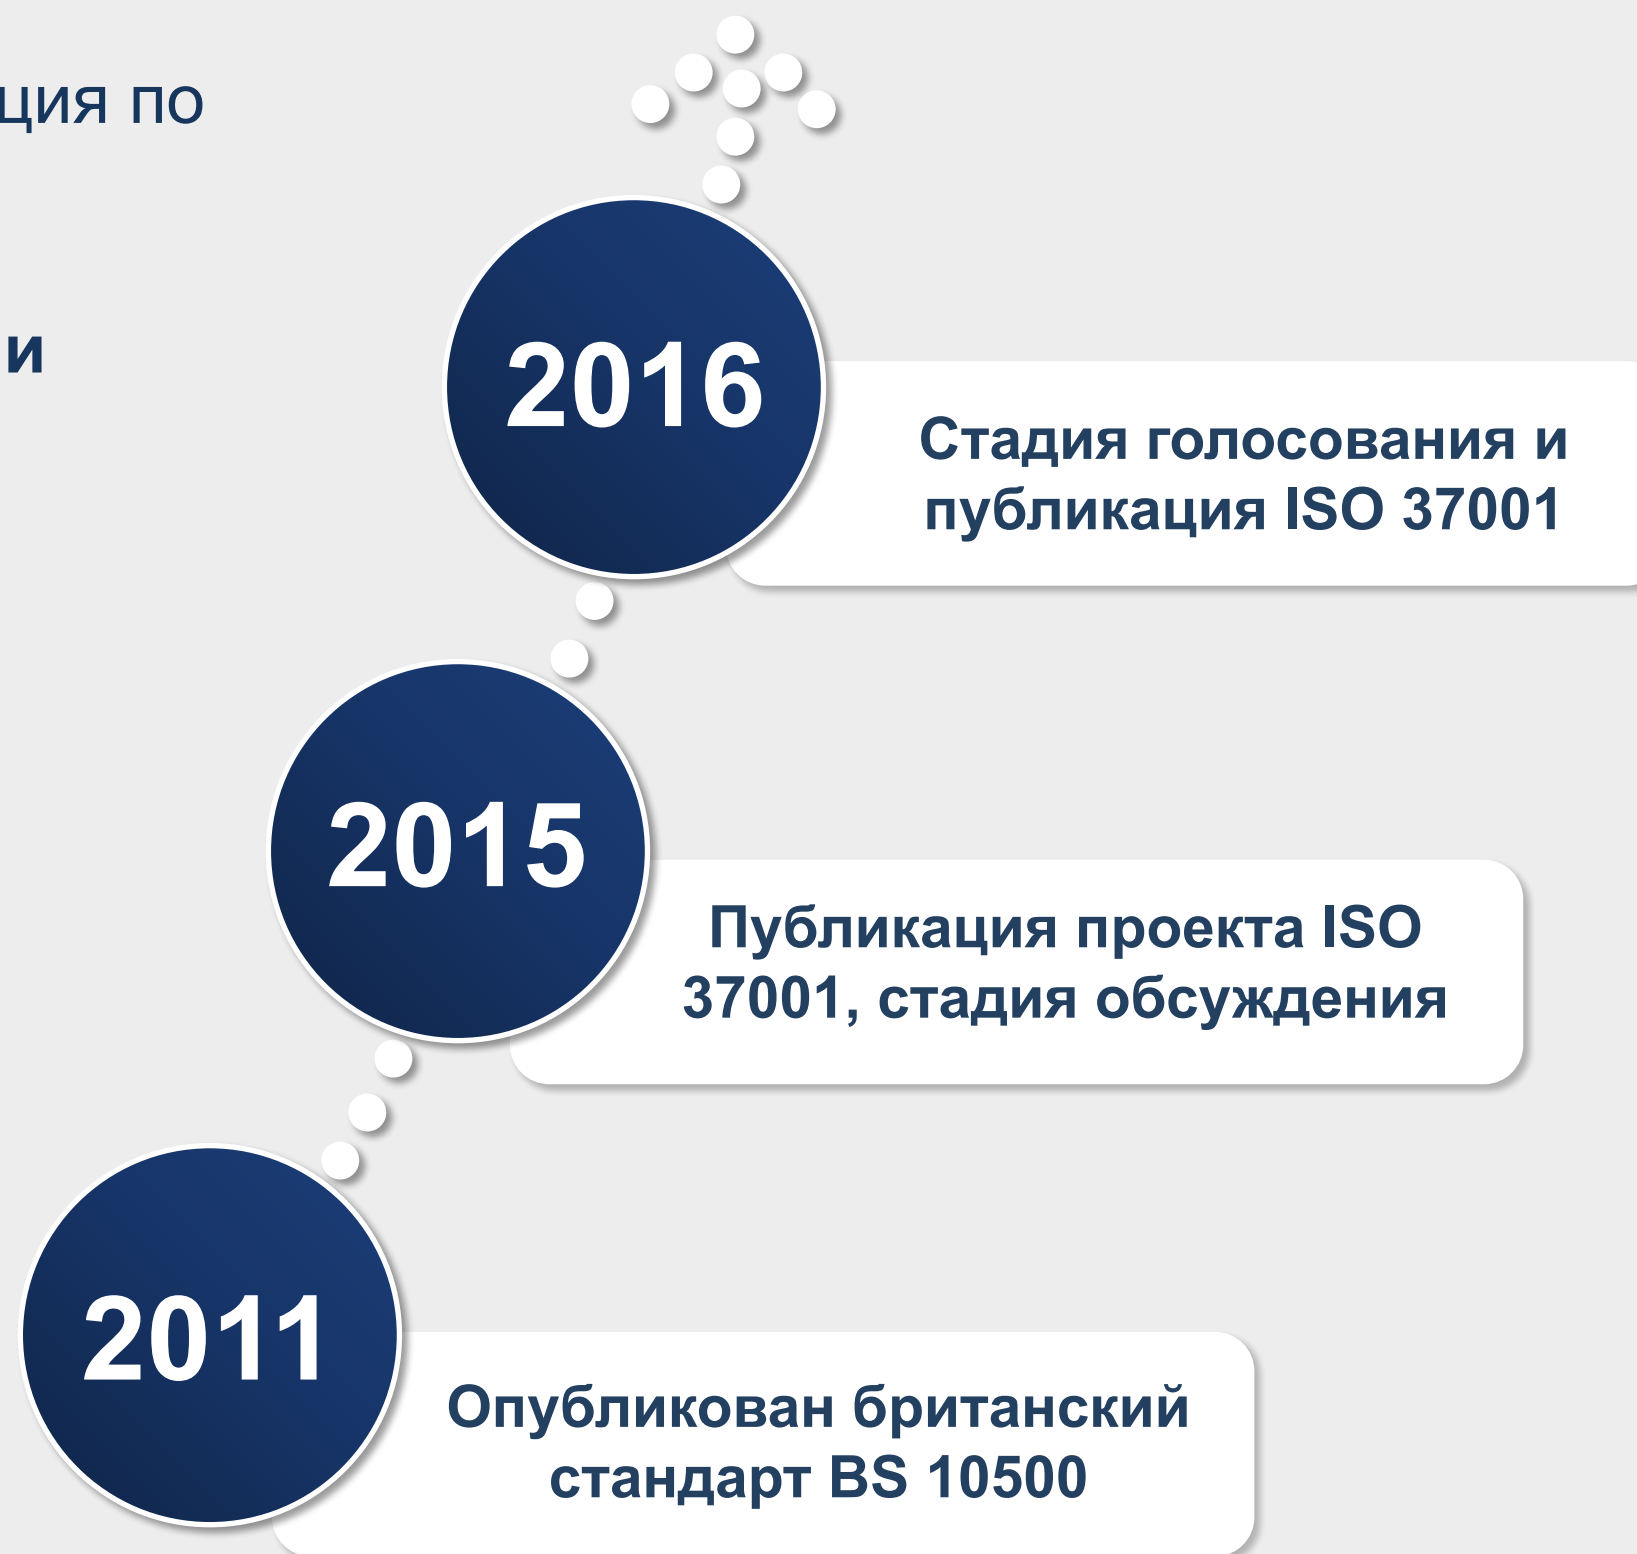 ция по
и
2016
Стадия голосования и
публикация ISO 37001
2015
Публикация проекта ISO
37001, стадия обсуждения
2011
Опубликован британский
стандарт BS 10500